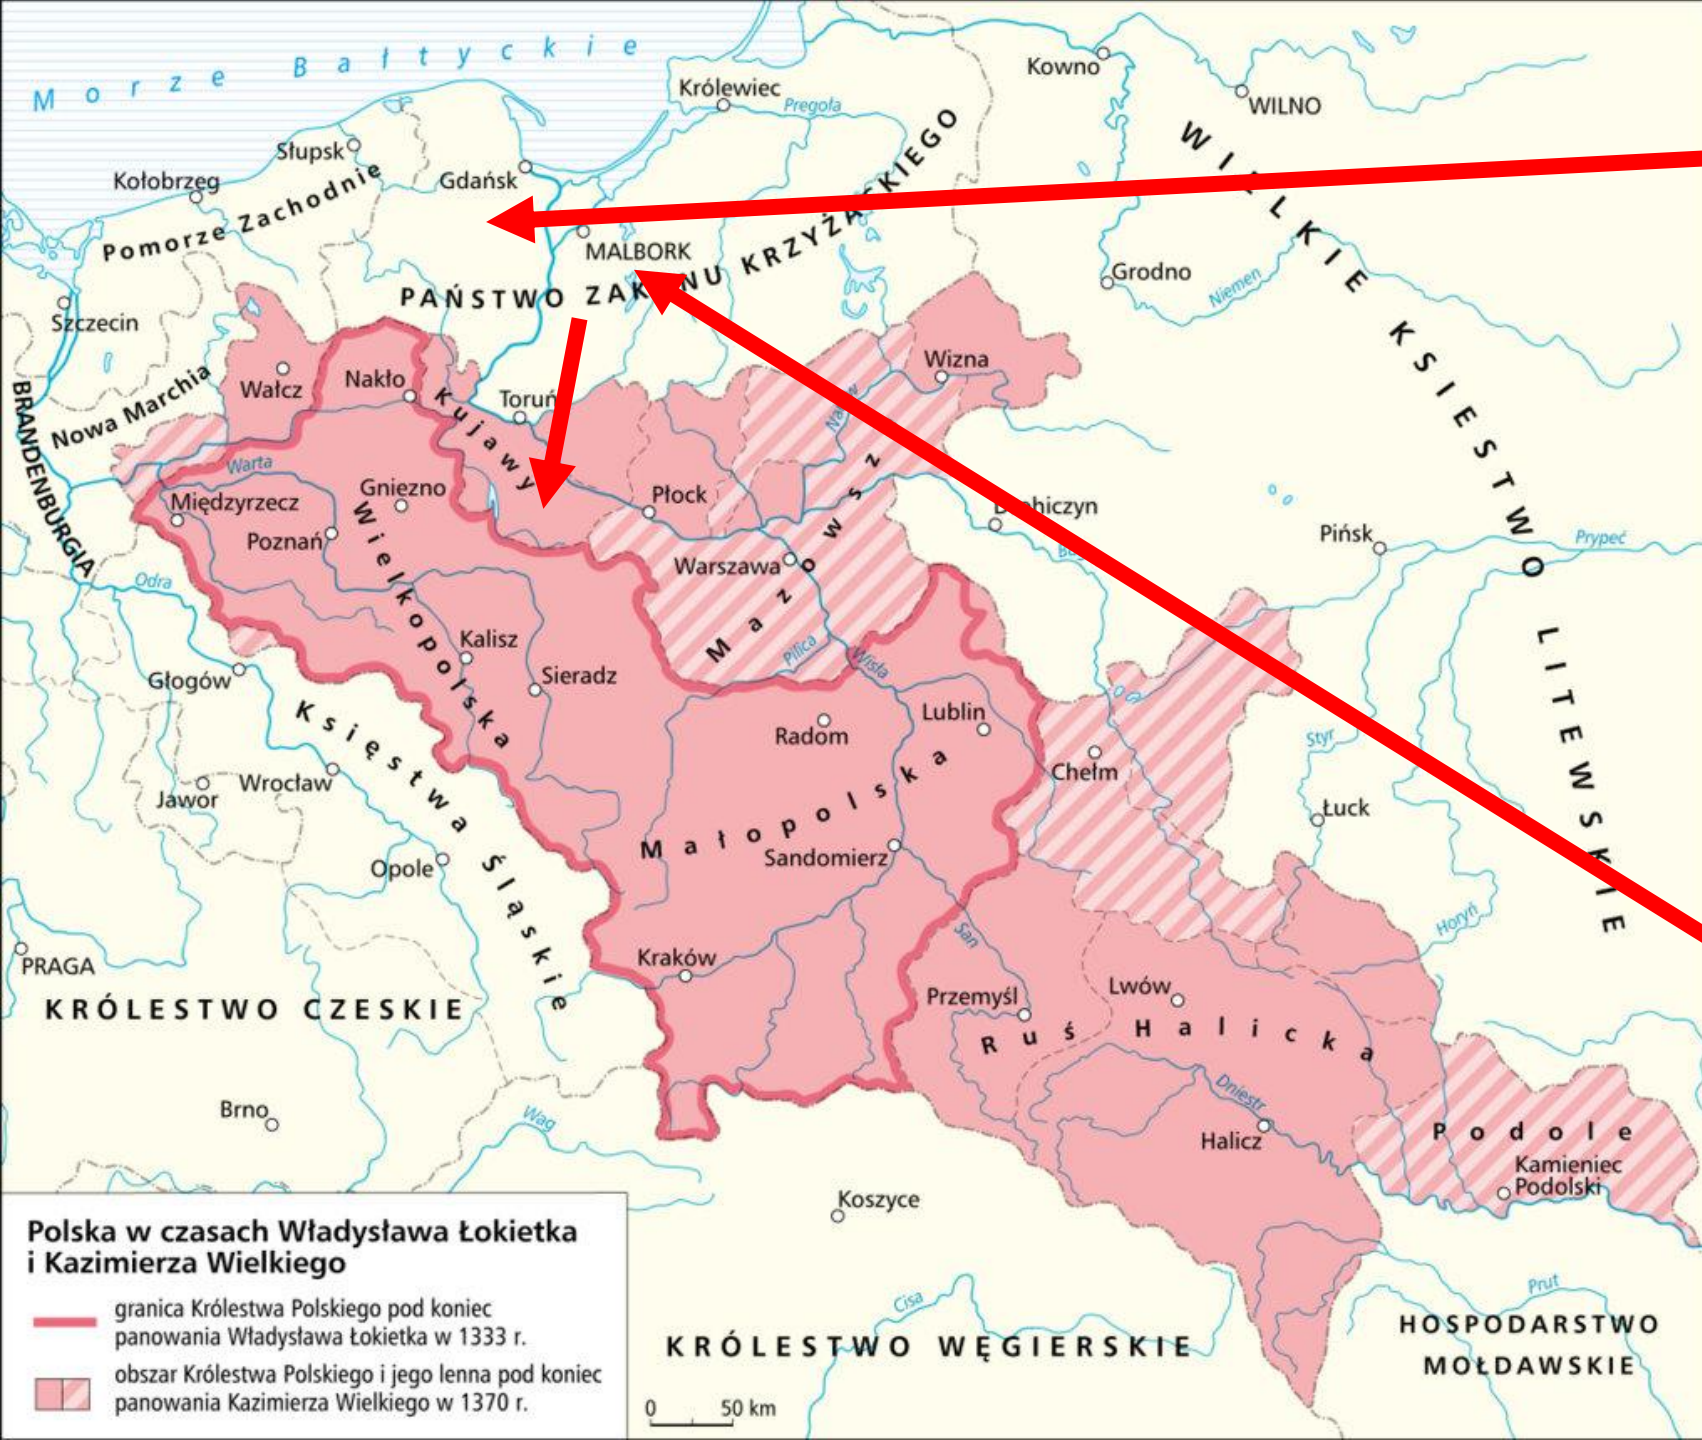 Morze Bałtyckie
Kowno
WILNO
Królewiec
Pregoła
Słupsk
Kołobrzeg
Gdańsk
Pomorze Zachodnie
MALBORK
PAŃSTWO ZAKONU KRZYŻACKIEGO
WIELKIE KSIĘSTWO LITEWSKIE
Grodno
Niemen
Szczecin
Wałcz
Nakło
Wizna
Toruń
Nowa Marchia
BRANDENBURGIA
Kujawy
Narew
Warta
Międzyrzecz
Gniezno
Płock
Drohiczyn
Poznań
Pińsk
Prypeć
Warszawa
Mazowsze
Odra
Wielkopolska
Kalisz
Sieradz
Pilica
Wisła
Głogów
Księstwa Śląskie
Radom
Lublin
Styr
Chełm
Jawor
Wrocław
Łuck
Małopolska
Sandomierz
Opole
San
Horyń
Kraków
PRAGA
KRÓLESTWO CZESKIE
Przemyśl
Lwów
Ruś Halicka
Dniestr
Brno
Wag
Halicz
Podole
Kamieniec
Podolski
Koszyce
Cisa
Prut
KRÓLESTWO WĘGIERSKIE
HOSPODARSTWO
MOŁDAWSKIE
Polska w czasach Władysława Łokietka
i Kazimierza Wielkiego
granica Królestwa Polskiego pod koniec
panowania Władysława Łokietka w 1333 r.
obszar Królestwa Polskiego i jego lenna pod koniec
panowania Kazimierza Wielkiego w 1370 r.
0 50 km